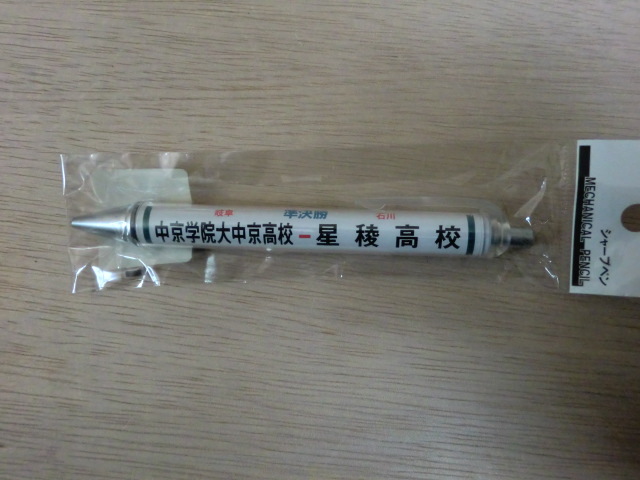 岐阜 準決勝 石川
中京学院大中京高校 - 星稜高校
MECHANICAL PENCIL
シャープペン